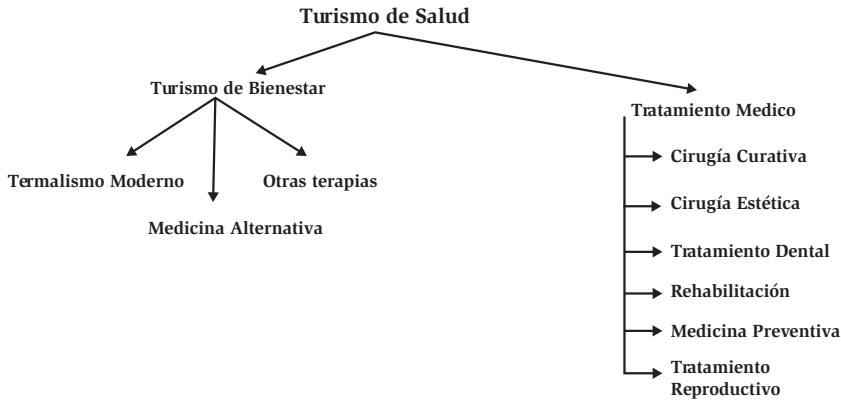 Turismo de Salud
Turismo de Bienestar
Termalismo Moderno
Otras terapias
Medicina Alternativa
Tratamiento Medico
Cirugía Curativa
Cirugía Estética
Tratamiento Dental
Rehabilitación
Medicina Preventiva
Tratamiento
Reproductivo